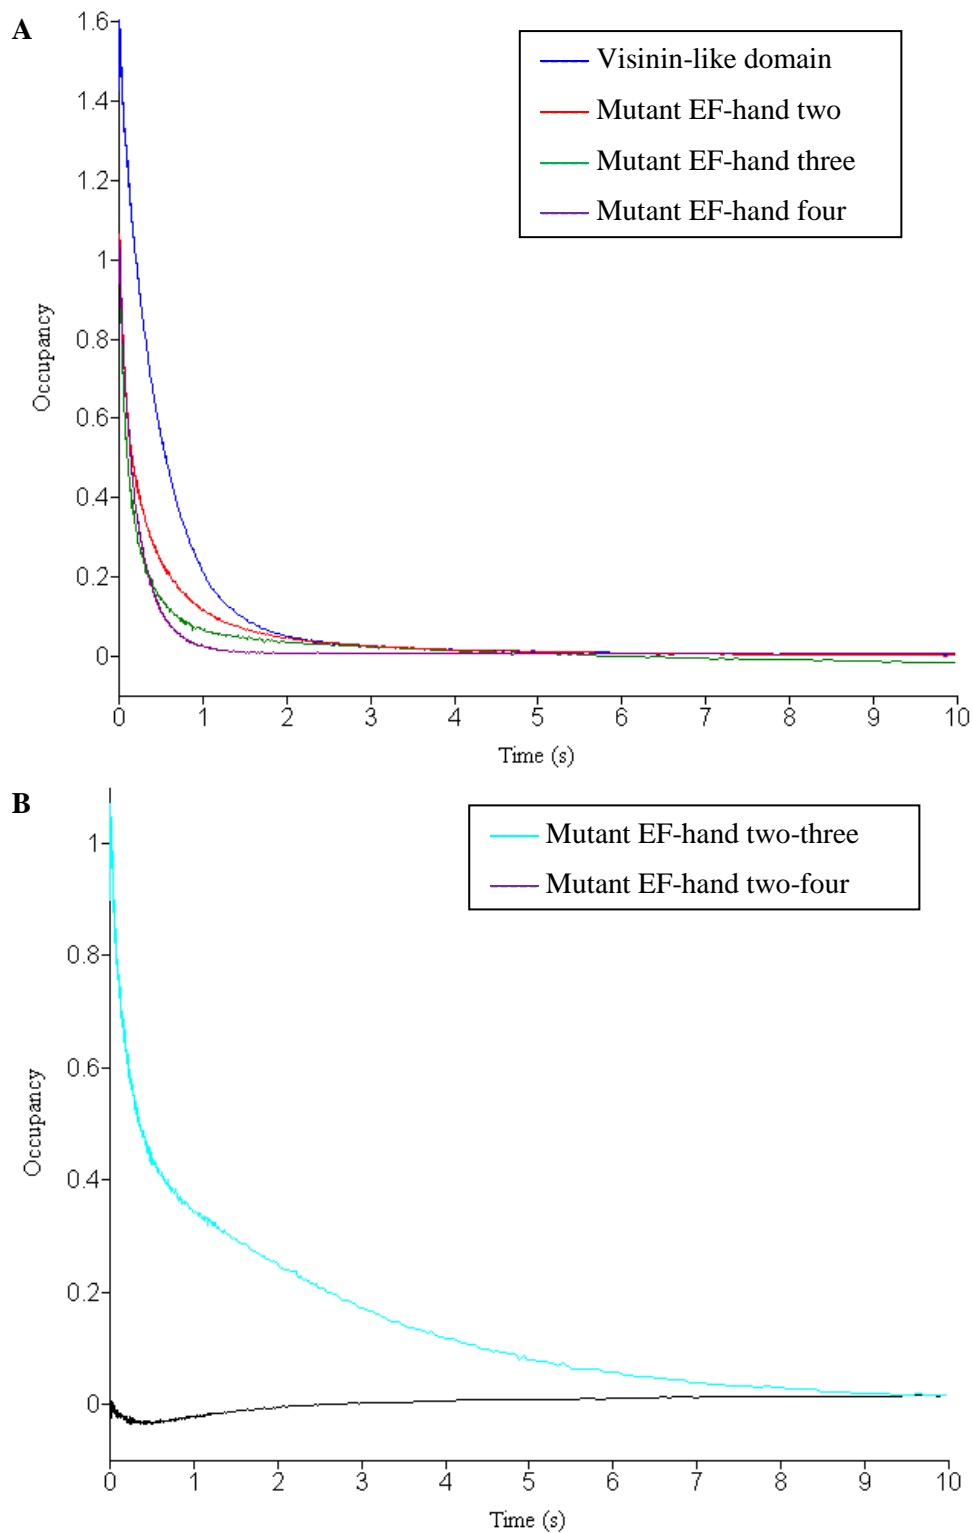 A
1.6
1.4
1.2
1
0.8
0.6
0.4
0.2
0
Occupancy
Visinin-like domain
Mutant EF-hand two
Mutant EF-hand three
Mutant EF-hand four
0 1 2 3 4 5 6 7 8 9 10
Time (s)
B
1
0.8
0.6
0.4
0.2
0
Occupancy
Mutant EF-hand two-three
Mutant EF-hand two-four
0 1 2 3 4 5 6 7 8 9 10
Time (s)